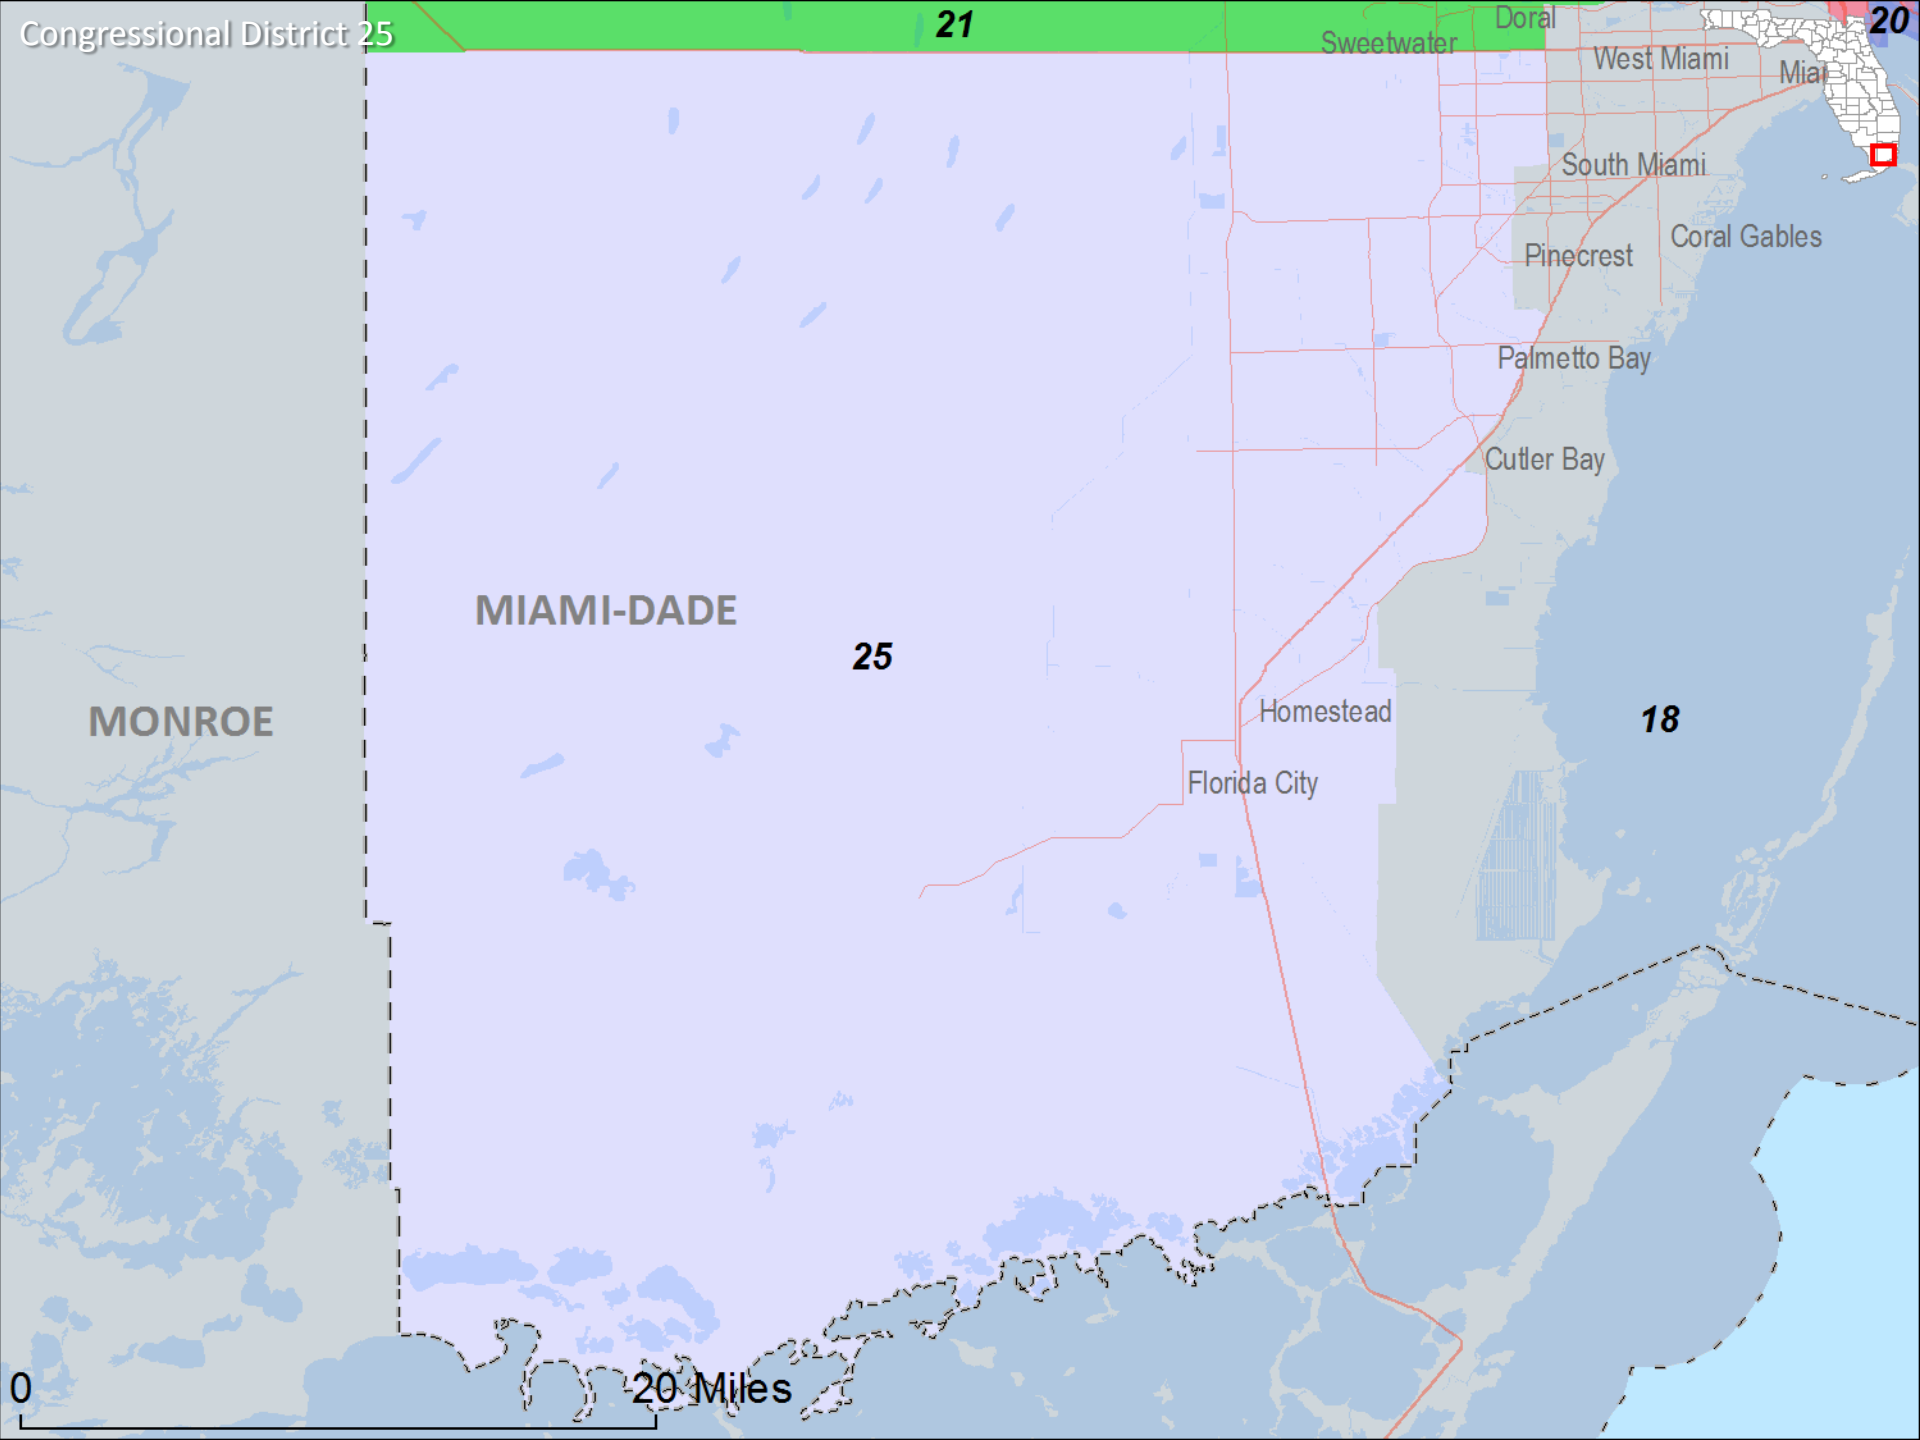 Congressional District 25
21
Doral
20
Sweetwater
West Miami
Miai
South Miami
Coral Gables
Pinecrest
Palmetto Bay
Cutler Bay
MIAMI-DADE
25
MONROE
Homestead
18
Florida City
0
20 Miles